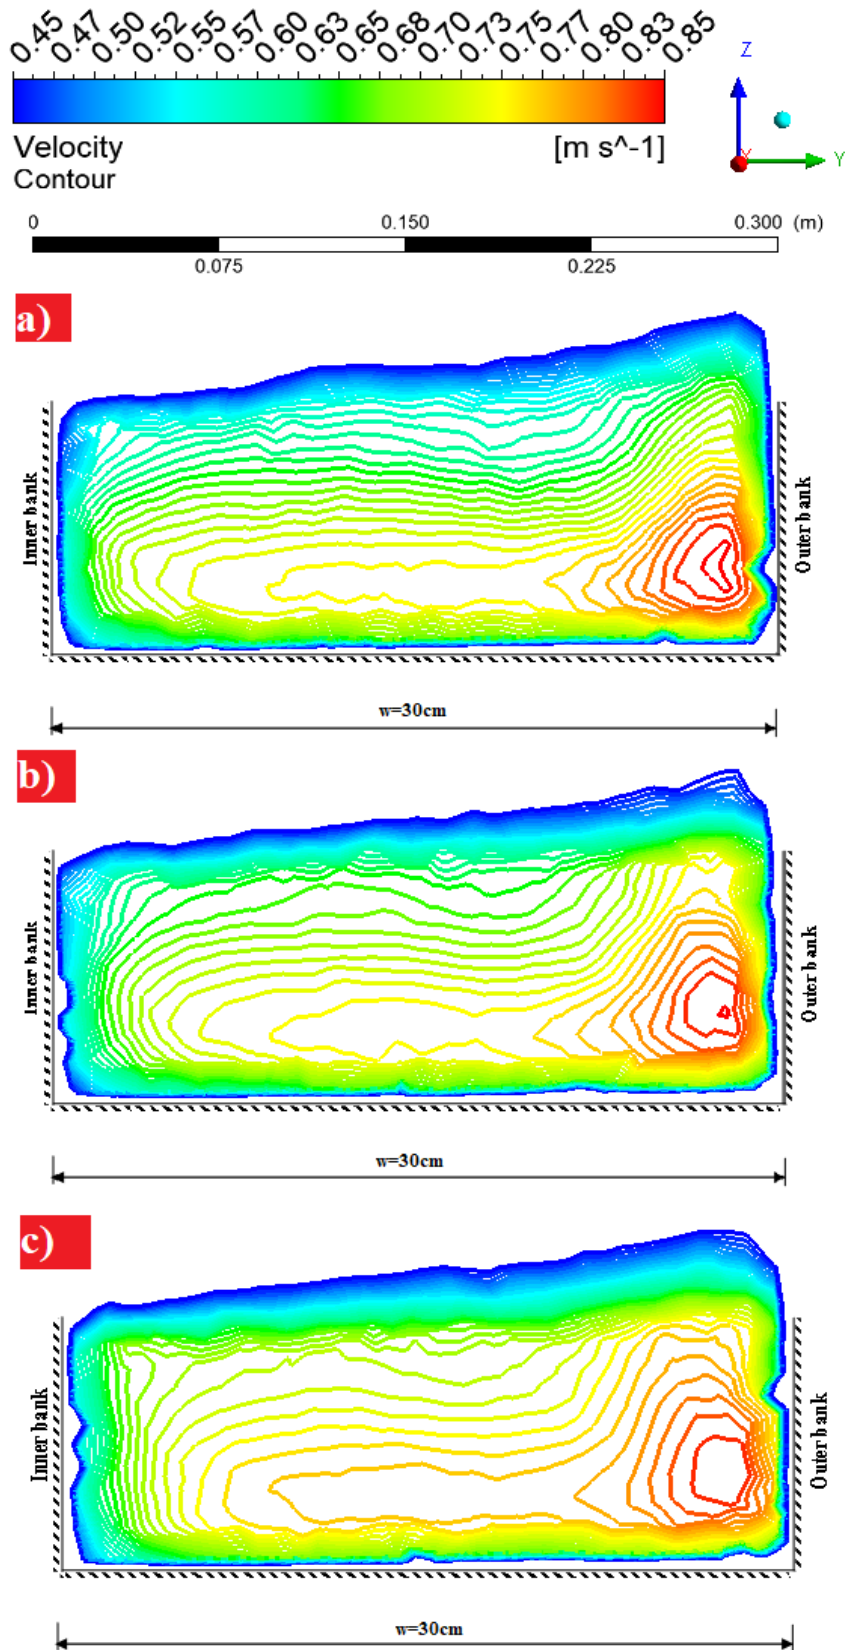 0.45 0.47 0.50 0.52 0.55 0.57 0.60 0.63 0.65 0.68 0.70 0.73 0.75 0.77 0.80 0.83 0.85
Velocity
Contour
[m s^-1]
Z
X
Y
0 0.150 0.300 (m)
0.075 0.225
a)
Inner bank
Outer bank
w=30cm
b)
Inner bank
Outer bank
w=30cm
c)
Inner bank
Outer bank
w=30cm